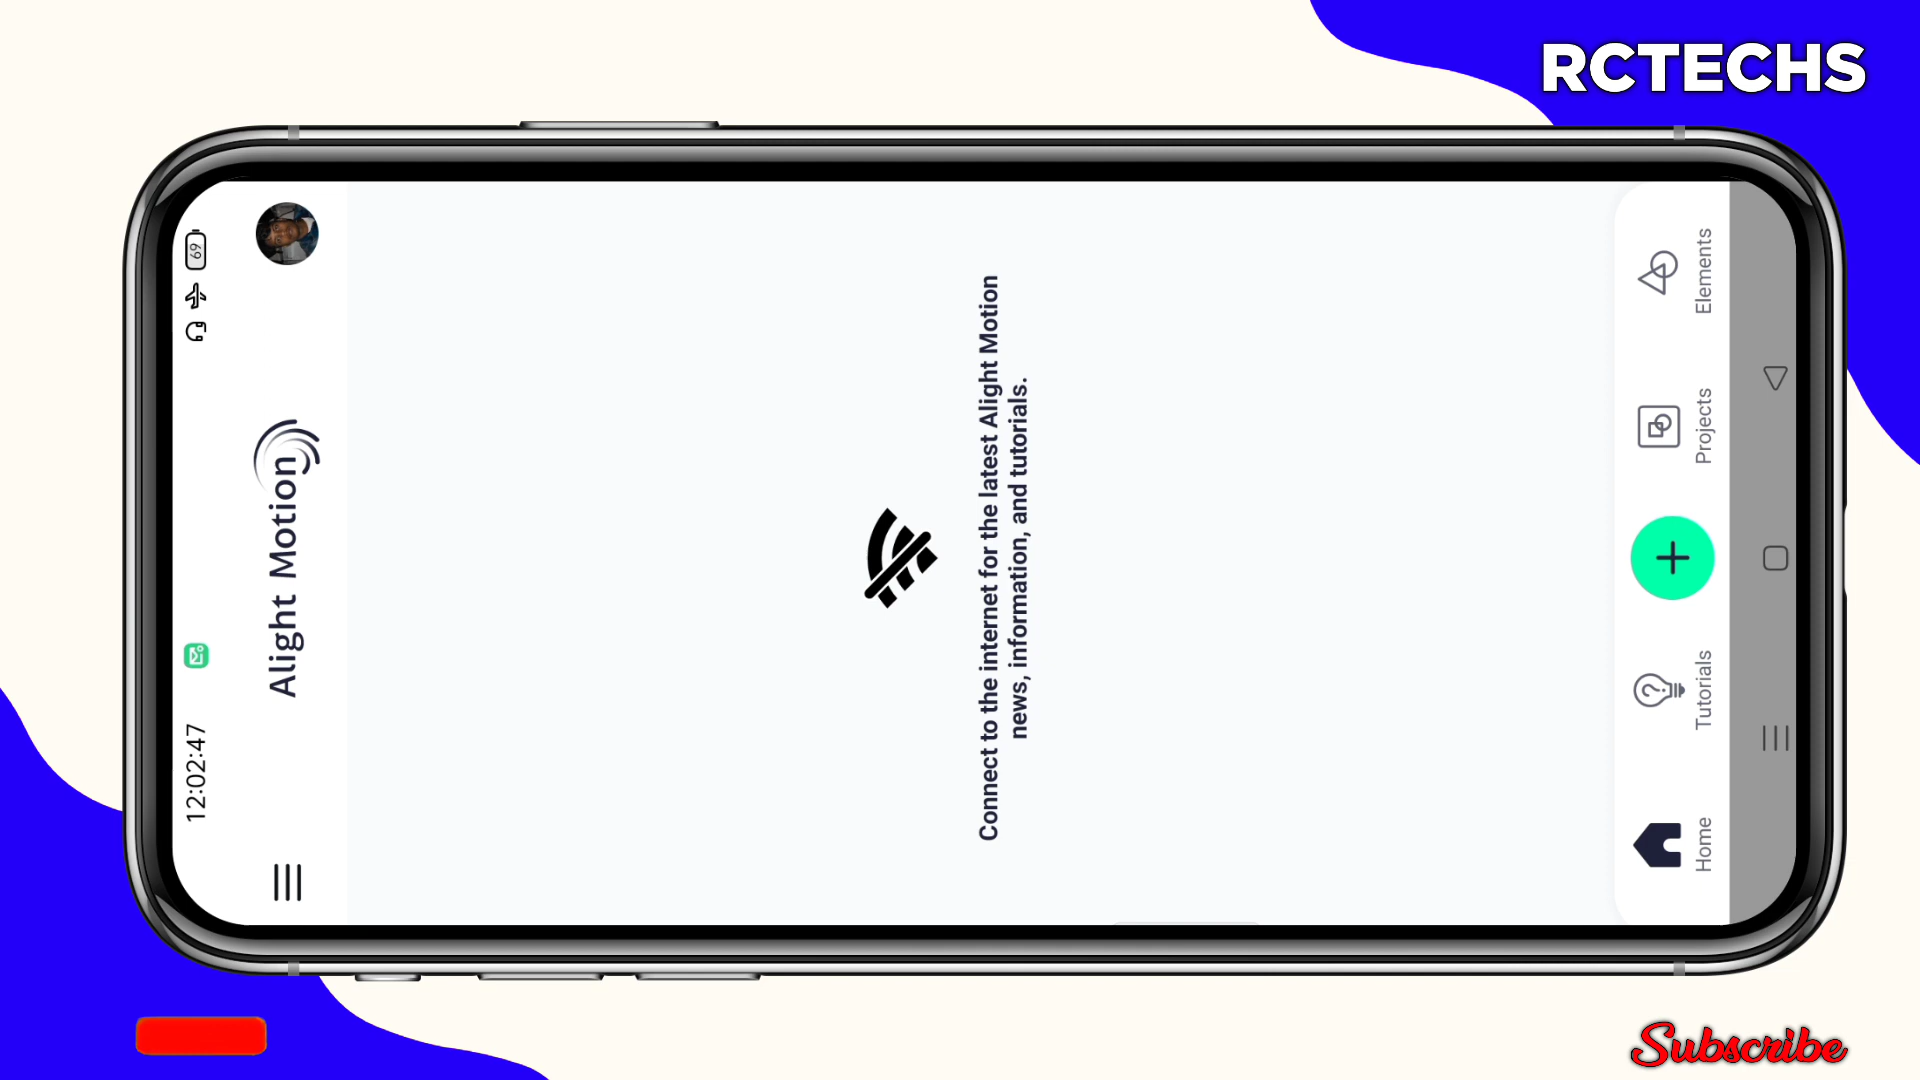 RCTECHS
12:02:47
69
Alight Motion
Connect to the internet for the latest Alight Motion
news, information, and tutorials.
Home
Tutorials
Projects
Elements
Subscribe